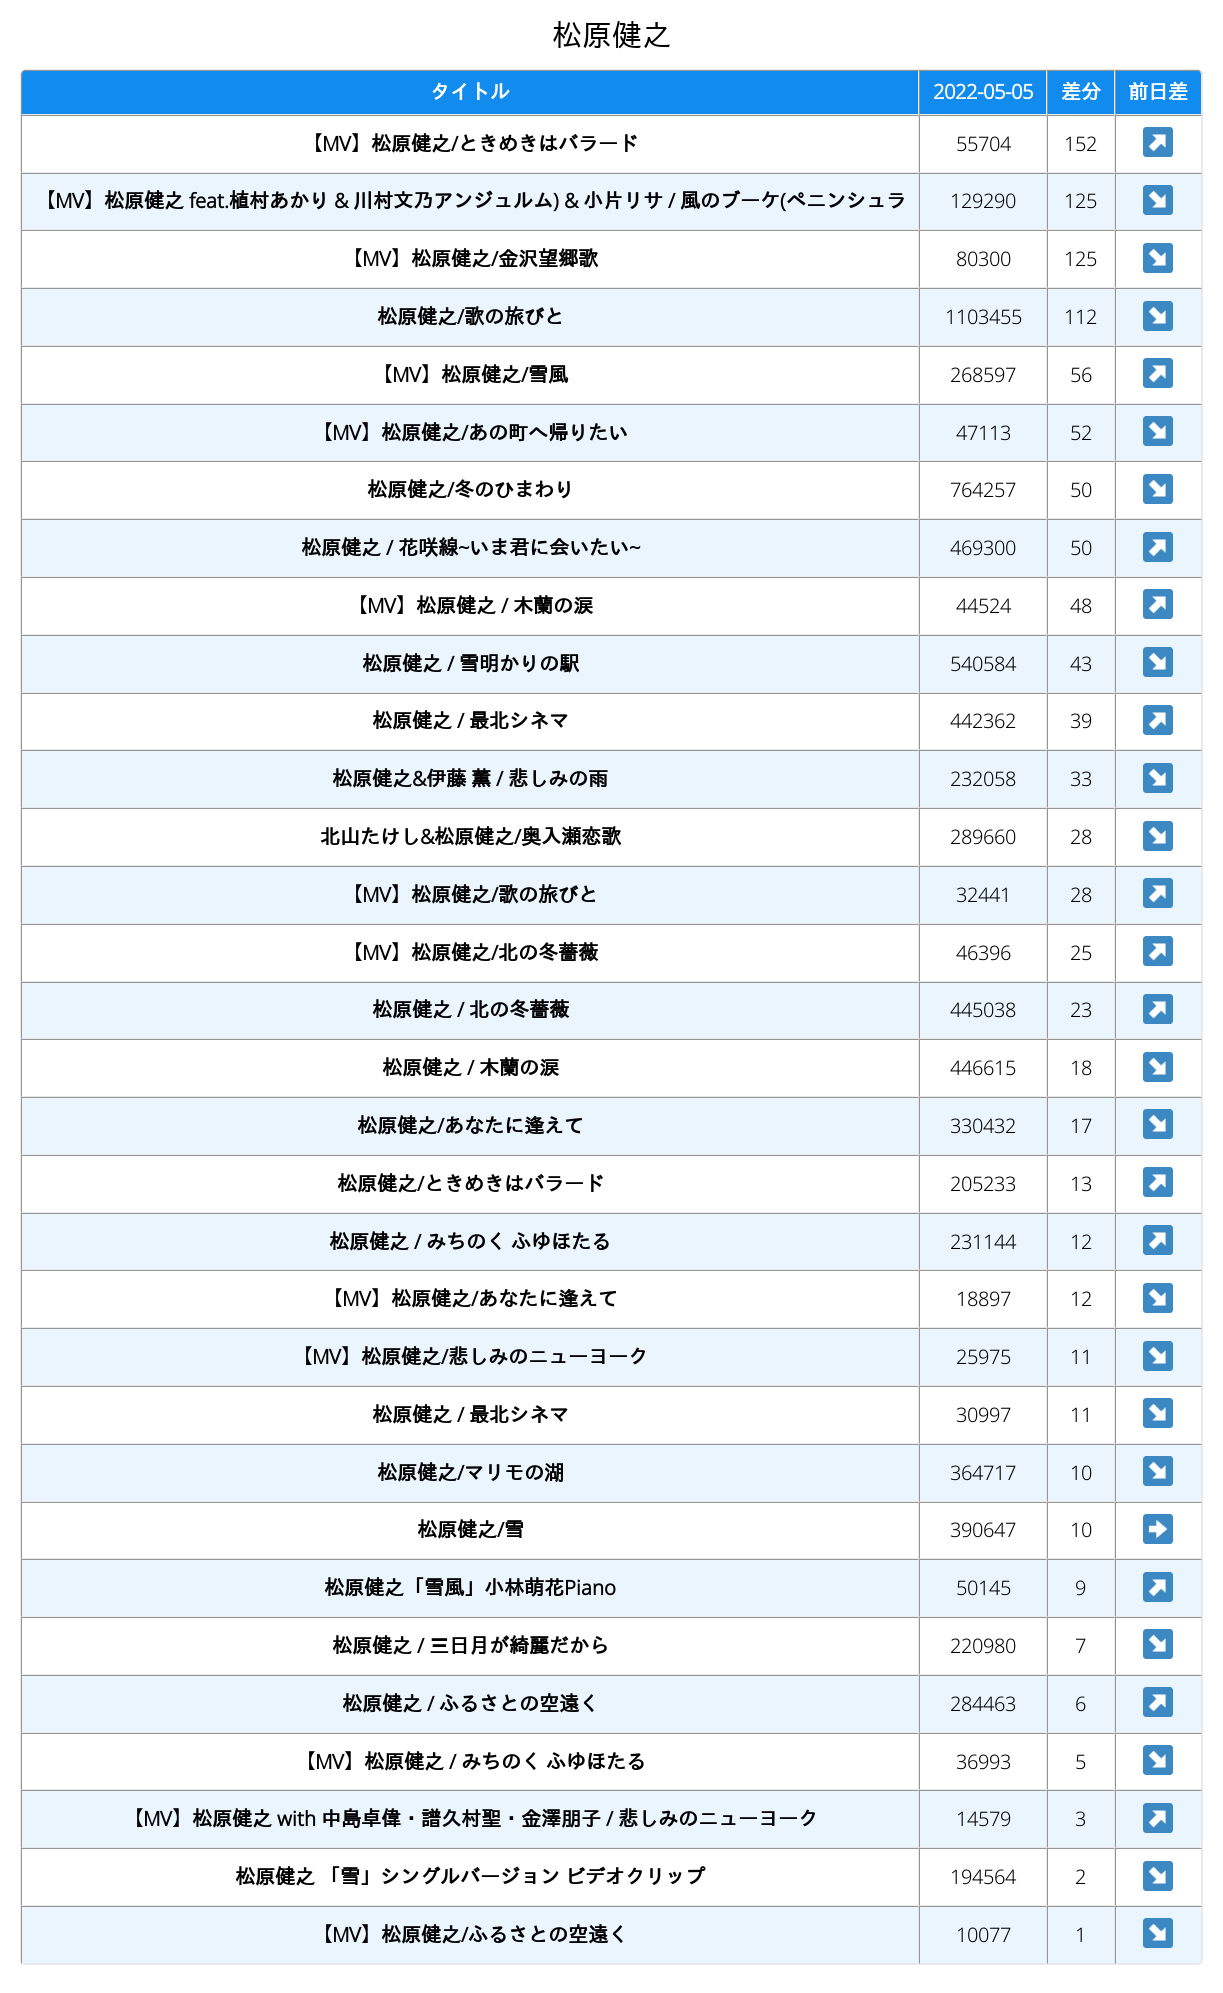 松原健之
タイトル 2022-05-05 差分 前日差
【MV】松原健之/ときめきはバラード 55704 152 ↗
【MV】松原健之 feat.植村あかり & 川村文乃アンジュルム) & 小片リサ / 風のブーケ(ペニンシュラ 129290 125 ↘
【MV】松原健之/金沢望郷歌 80300 125 ↘
松原健之/歌の旅びと 1103455 112 ↘
【MV】松原健之/雪風 268597 56 ↗
【MV】松原健之/あの町へ帰りたい 47113 52 ↘
松原健之/冬のひまわり 764257 50 ↘
松原健之 / 花咲線~いま君に会いたい~ 469300 50 ↗
【MV】松原健之 / 木蘭の涙 44524 48 ↗
松原健之 / 雪明かりの駅 540584 43 ↘
松原健之 / 最北シネマ 442362 39 ↗
松原健之&伊藤 薫 / 悲しみの雨 232058 33 ↘
北山たけし&松原健之/奥入瀬恋歌 289660 28 ↘
【MV】松原健之/歌の旅びと 32441 28 ↗
【MV】松原健之/北の冬薔薇 46396 25 ↗
松原健之 / 北の冬薔薇 445038 23 ↗
松原健之 / 木蘭の涙 446615 18 ↘
松原健之/あなたに逢えて 330432 17 ↘
松原健之/ときめきはバラード 205233 13 ↗
松原健之 / みちのく ふゆほたる 231144 12 ↗
【MV】松原健之/あなたに逢えて 18897 12 ↘
【MV】松原健之/悲しみのニューヨーク 25975 11 ↘
松原健之 / 最北シネマ 30997 11 ↘
松原健之/マリモの湖 364717 10 ↘
松原健之/雪 390647 10 ➡
松原健之「雪風」小林萌花Piano 50145 9 ↗
松原健之 / 三日月が綺麗だから 220980 7 ↘
松原健之 / ふるさとの空遠く 284463 6 ↗
【MV】松原健之 / みちのく ふゆほたる 36993 5 ↘
【MV】松原健之 with 中島卓偉・譜久村聖・金澤朋子 / 悲しみのニューヨーク 14579 3 ↗
松原健之 「雪」シングルバージョン ビデオクリップ 194564 2 ↘
【MV】松原健之/ふるさとの空遠く 10077 1 ↘